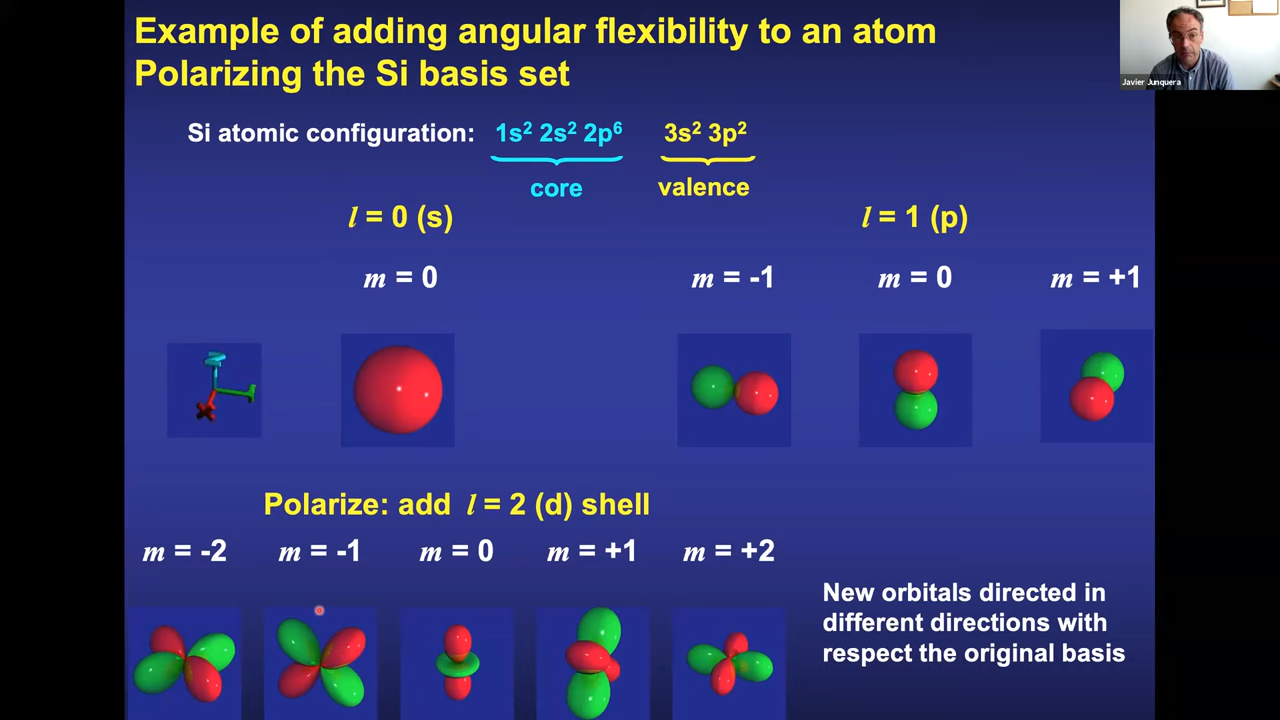 Example of adding angular flexibility to an atom
Polarizing the Si basis set
Javier Junquera
Si atomic configuration: 1s² 2s² 2p⁶ 3s² 3p²
core valence
l = 0 (s) l = 1 (p)
m = 0 m = -1 m = 0 m = +1
Z
Y
X
Polarize: add l = 2 (d) shell
m = -2 m = -1 m = 0 m = +1 m = +2
New orbitals directed in
different directions with
respect the original basis